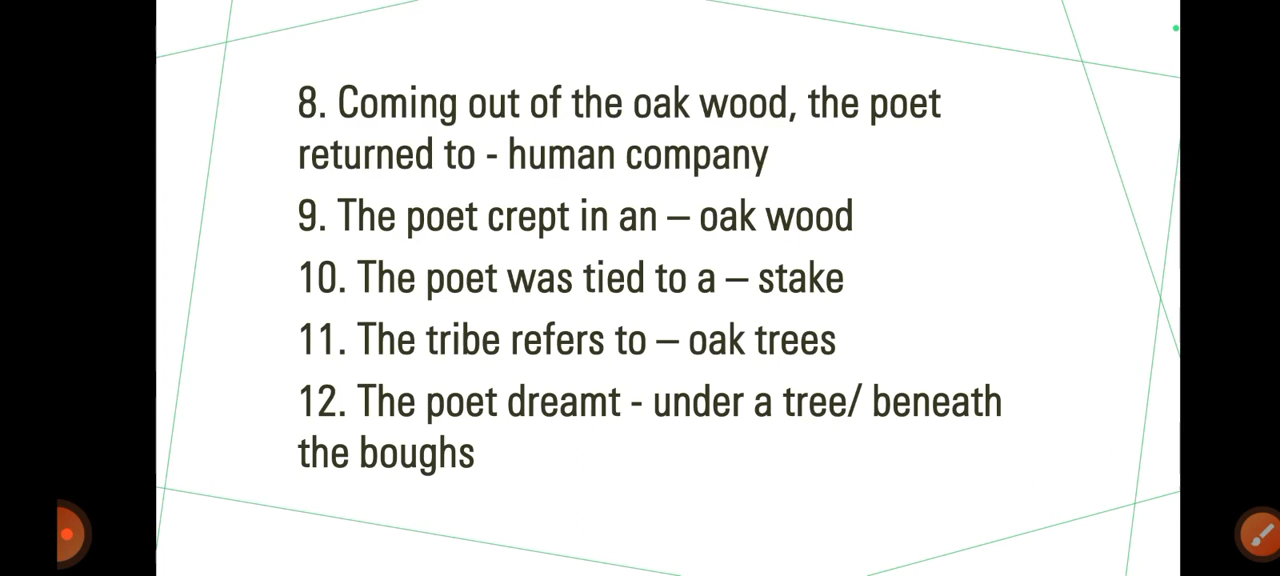 8. Coming out of the oak wood, the poet
returned to - human company
9. The poet crept in an – oak wood
10. The poet was tied to a – stake
11. The tribe refers to – oak trees
12. The poet dreamt - under a tree/ beneath
the boughs